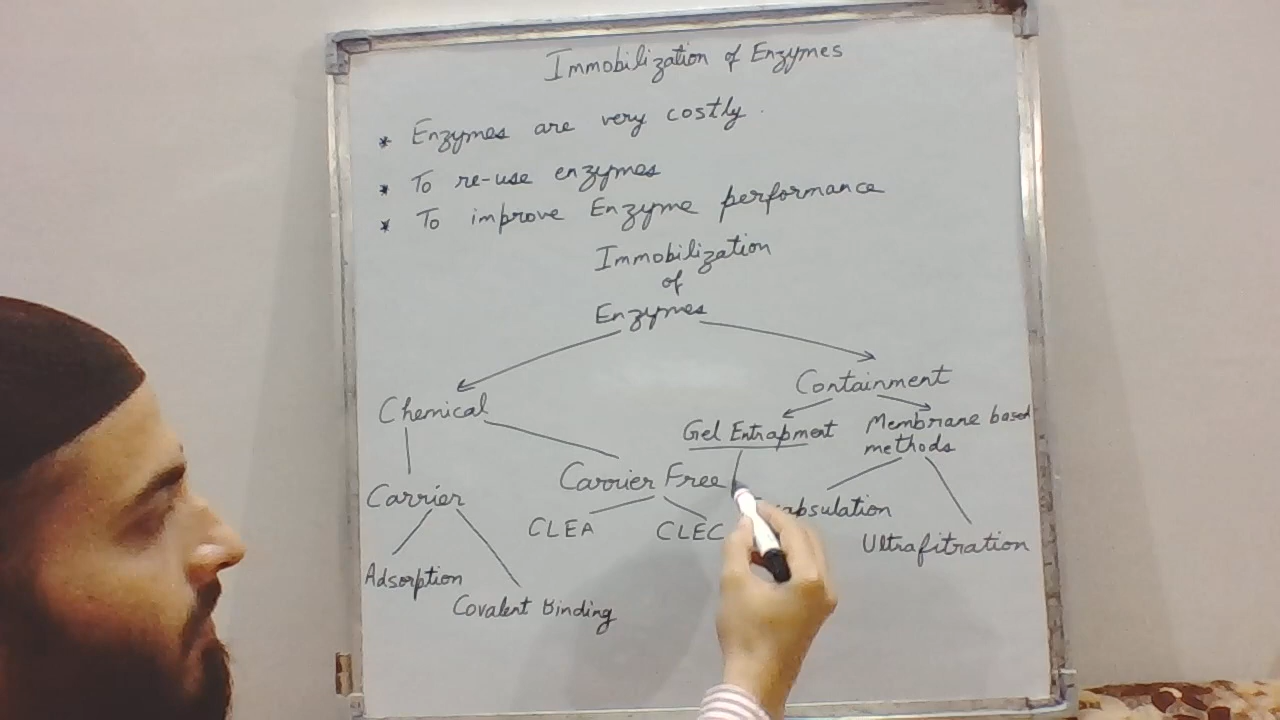 Immobilization of Enzymes
* Enzymes are very costly.
* To re-use enzymes
* To improve Enzyme performance
Immobilization
of
Enzymes
Chemical
Containment
Carrier
Carrier Free
Gel Entrapment
Membrane based
methods
Adsorption
Covalent Binding
CLEA
CLEC
Ultrafitration